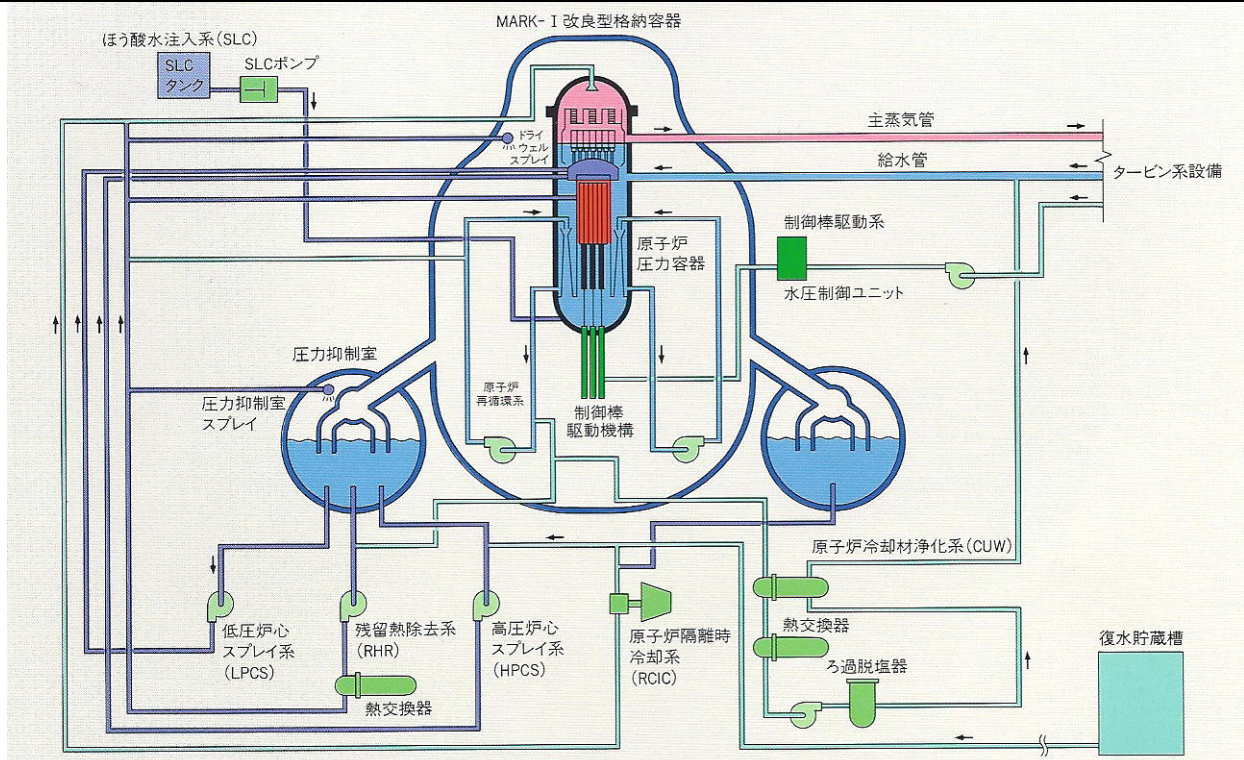 MARK-Ⅰ改良型格納容器
ほう酸水注入系(SLC)
SLC
タンク
SLCポンプ
ドライ
ウェル
スプレイ
主蒸気管
給水管
タービン系設備
原子炉
圧力容器
制御棒駆動系
水圧制御ユニット
圧力抑制室
圧力抑制室
スプレイ
原子炉
再循環系
制御棒
駆動機構
低圧炉心
スプレイ系
(LPCS)
残留熱除去系
(RHR)
熱交換器
高圧炉心
スプレイ系
(HPCS)
原子炉隔離時
冷却系
(RCIC)
原子炉冷却材浄化系(CUW)
熱交換器
ろ過脱塩器
復水貯蔵槽